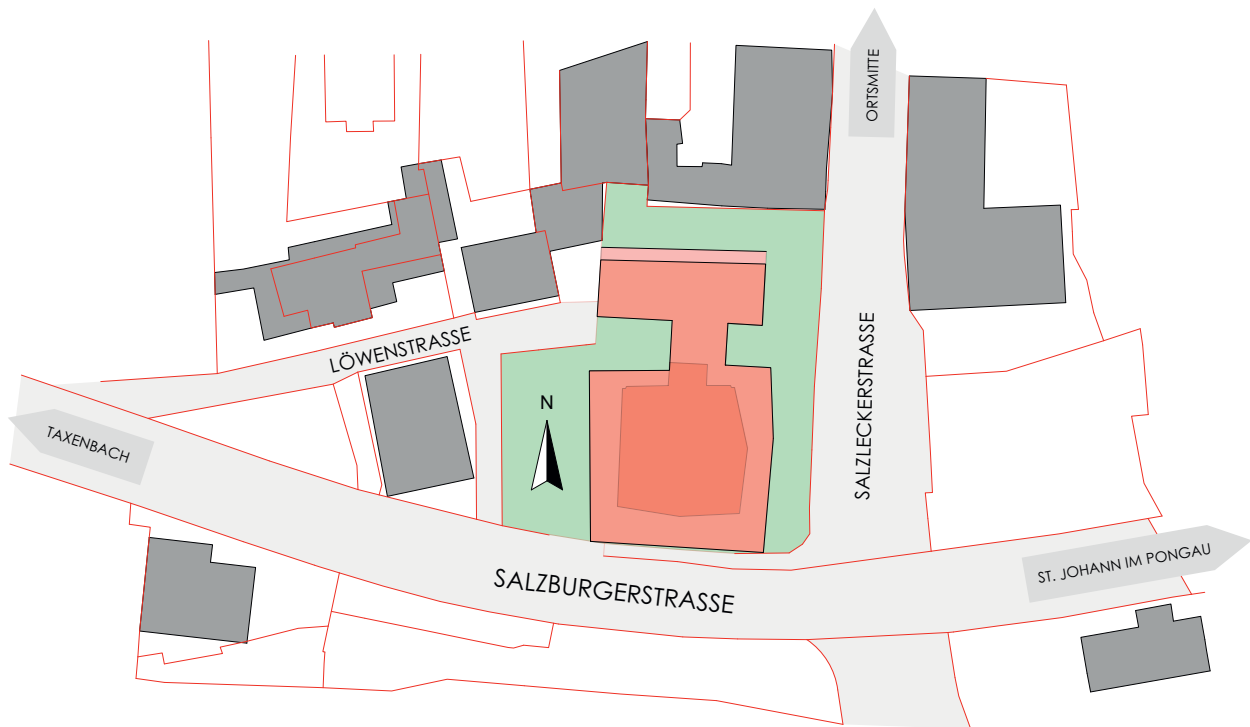 ORTSMITTE
LÖWENSTRASSE
SALZLECKERSTRASSE
N
TAXENBACH
ST. JOHANN IM PONGAU
SALZBURGERSTRASSE